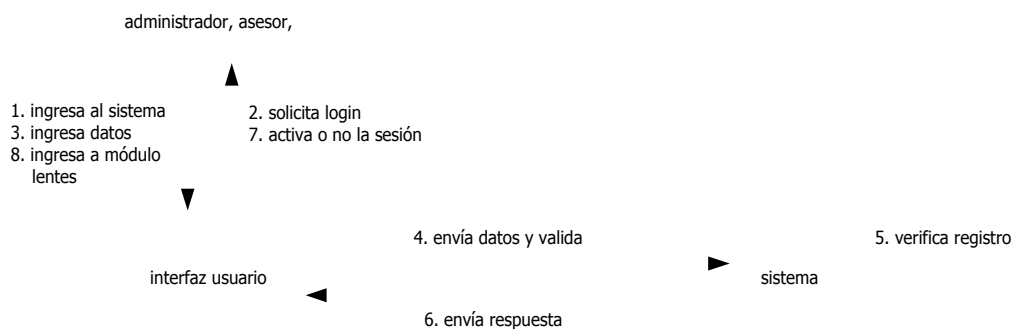 administrador, asesor,
1. ingresa al sistema
3. ingresa datos
8. ingresa a módulo
lentes
2. solicita login
7. activa o no la sesión
4. envía datos y valida
5. verifica registro
interfaz usuario
sistema
6. envía respuesta